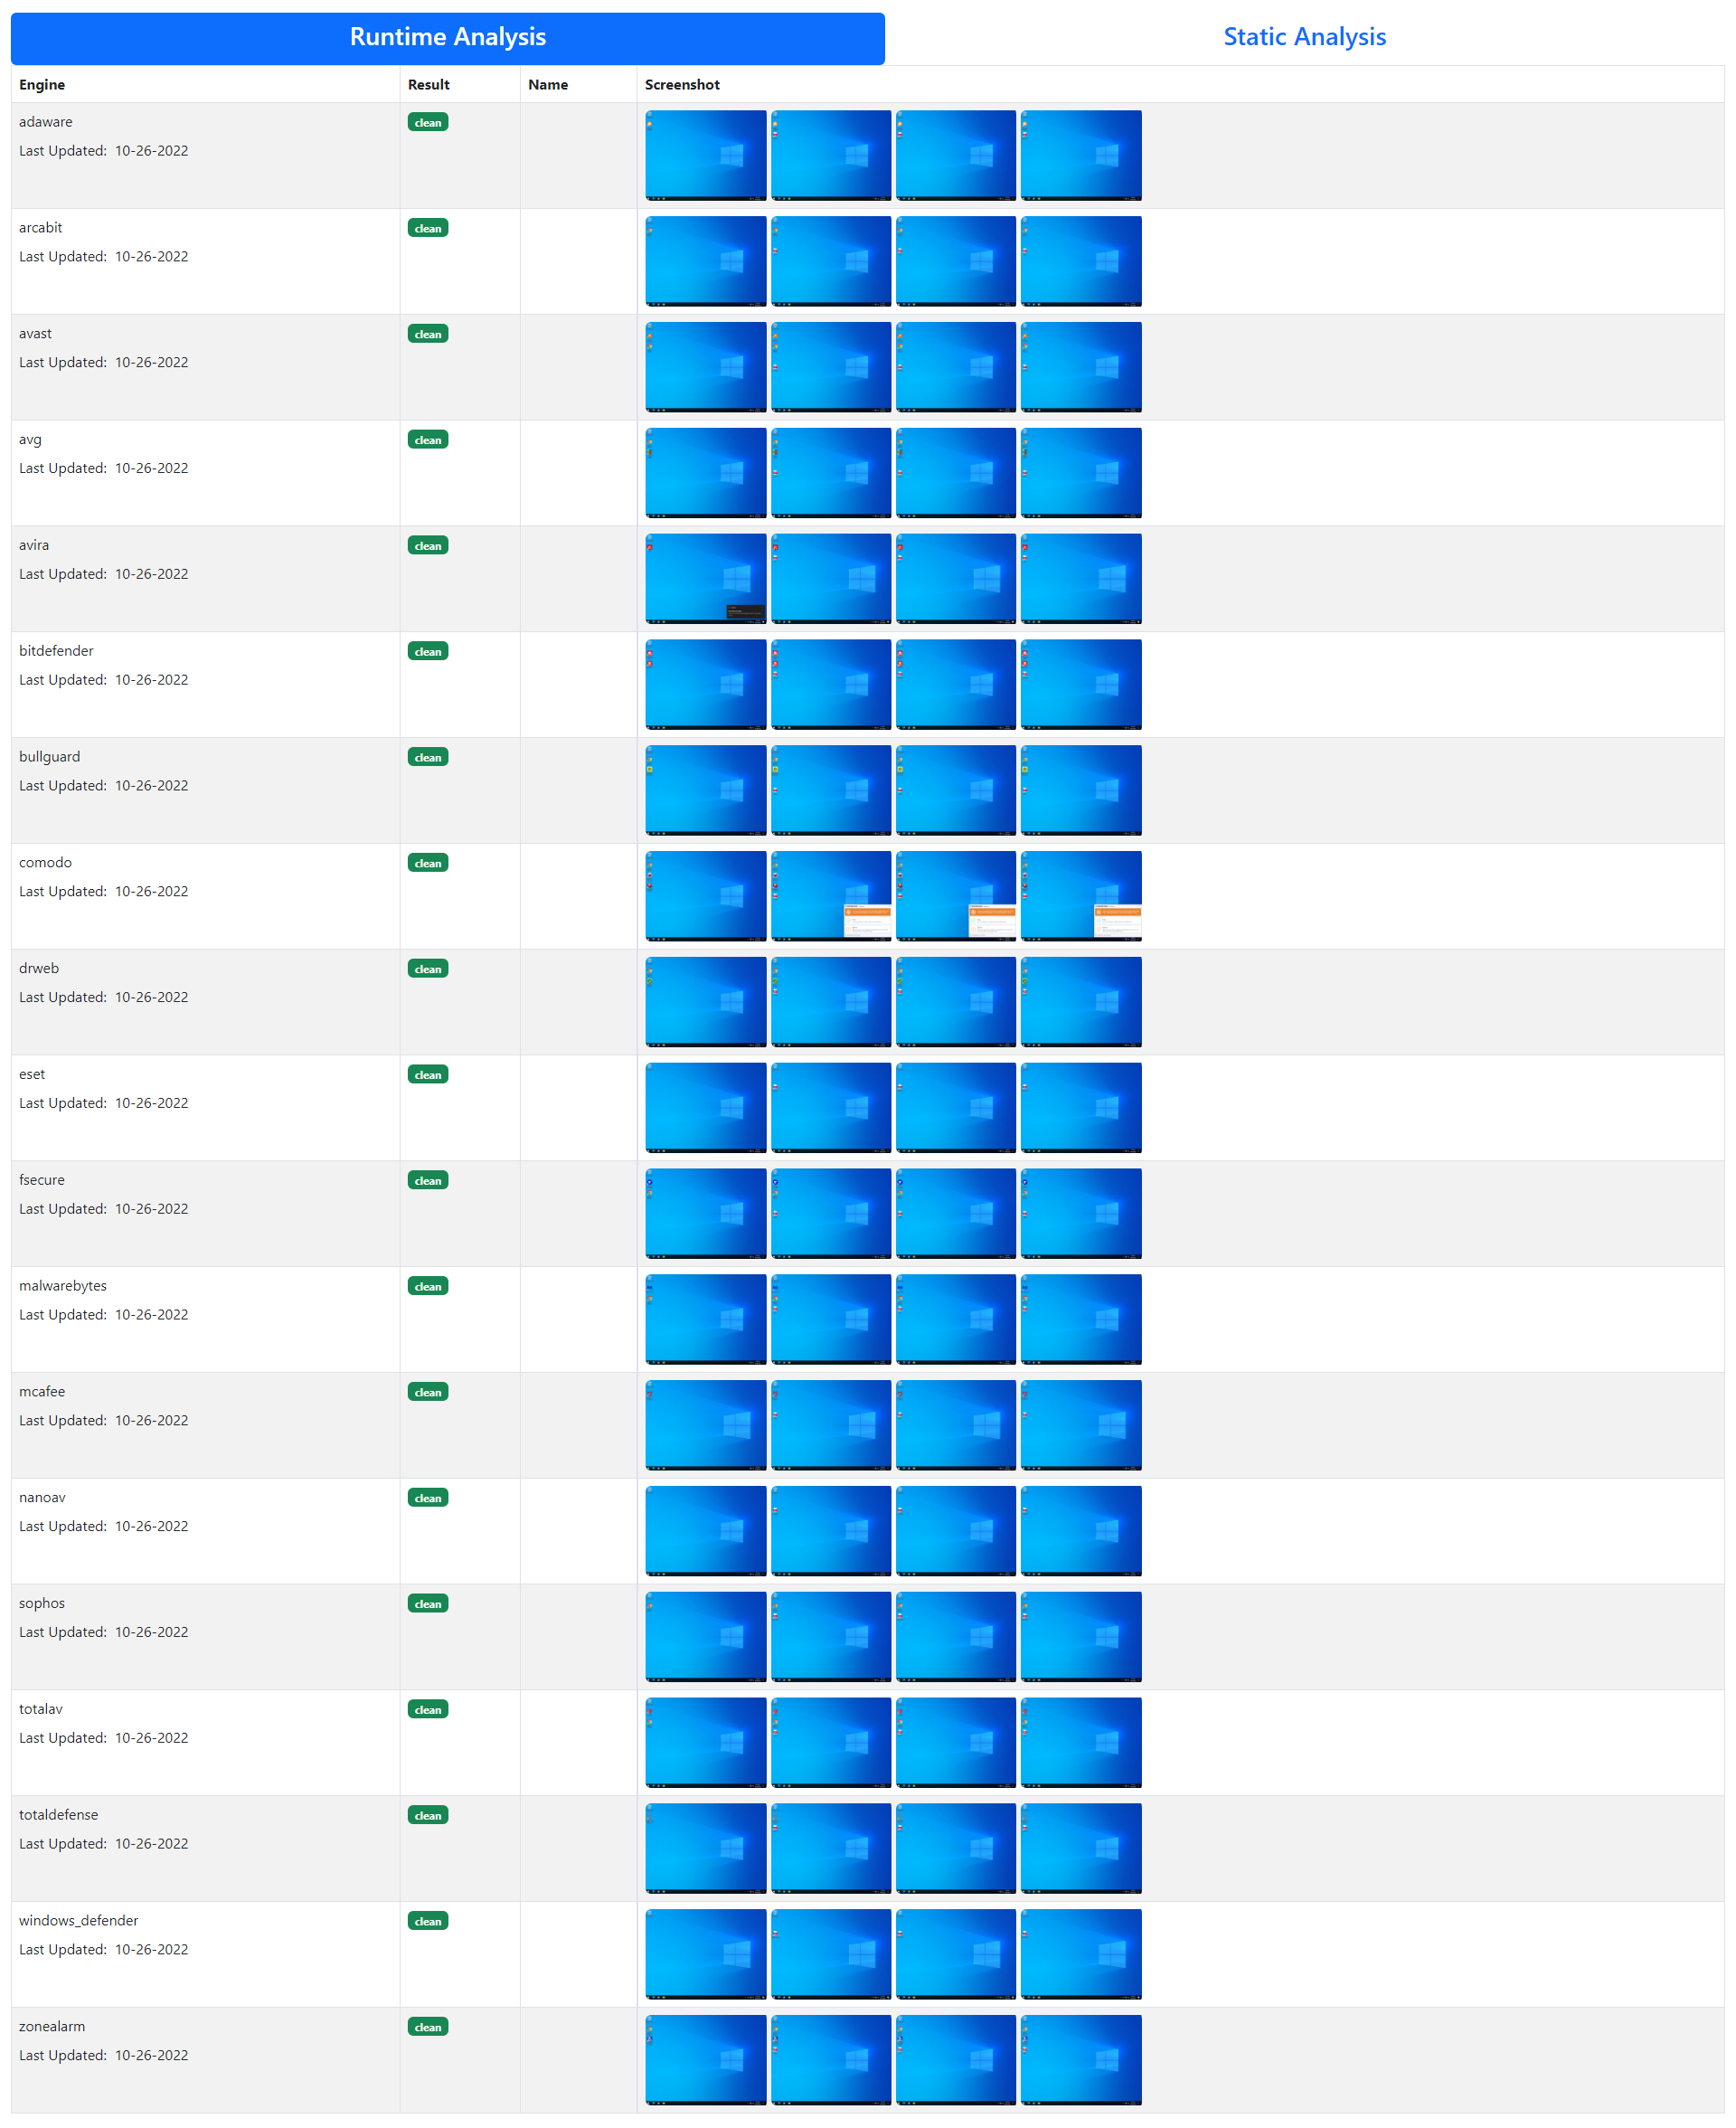 Runtime Analysis
Static Analysis
Engine Result Name Screenshot
adaware clean
Last Updated: 10-26-2022
arcabit clean
Last Updated: 10-26-2022
avast clean
Last Updated: 10-26-2022
avg clean
Last Updated: 10-26-2022
avira clean
Last Updated: 10-26-2022
bitdefender clean
Last Updated: 10-26-2022
bullguard clean
Last Updated: 10-26-2022
comodo clean
Last Updated: 10-26-2022
drweb clean
Last Updated: 10-26-2022
eset clean
Last Updated: 10-26-2022
fsecure clean
Last Updated: 10-26-2022
malwarebytes clean
Last Updated: 10-26-2022
mcafee clean
Last Updated: 10-26-2022
nanoav clean
Last Updated: 10-26-2022
sophos clean
Last Updated: 10-26-2022
totalav clean
Last Updated: 10-26-2022
totaldefense clean
Last Updated: 10-26-2022
windows_defender clean
Last Updated: 10-26-2022
zonealarm clean
Last Updated: 10-26-2022